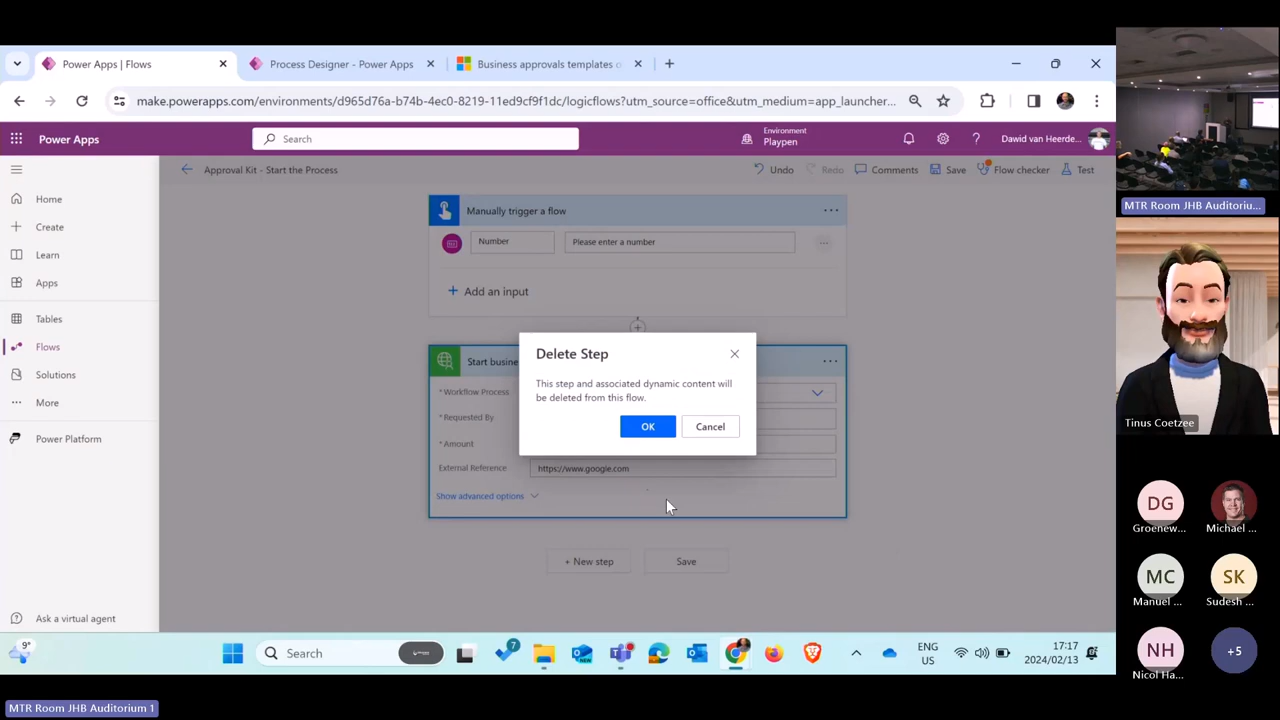 Power Apps | Flows
Process Designer - Power Apps
Business approvals templates o
make.powerapps.com/environments/d965d76a-b74b-4ec0-8219-11ed9cf9f1dc/logicflows?utm_source=office&utm_medium=app_launcher...
Power Apps
Search
Environment
Playpen
Dawid van Heerde...
Approval Kit - Start the Process
Undo
Redo
Comments
Save
Flow checker
Test
Home
Create
Learn
Apps
Tables
Flows
Solutions
More
Power Platform
Ask a virtual agent
Manually trigger a flow
Number
Please enter a number
Add an input
Start busine
* Workflow Process
* Requested By
* Amount
External Reference
https://www.google.com
Show advanced options
Delete Step
This step and associated dynamic content will
be deleted from this flow.
OK
Cancel
+ New step
Save
MTR Room JHB Auditoriu...
Tinus Coetzee
DG
Groenew...
Michael ...
MC
Manuel ...
SK
Sudesh ...
NH
Nicol Ha...
+5
9°
Search
7
ENG
US
17:17
2024/02/13
MTR Room JHB Auditorium 1